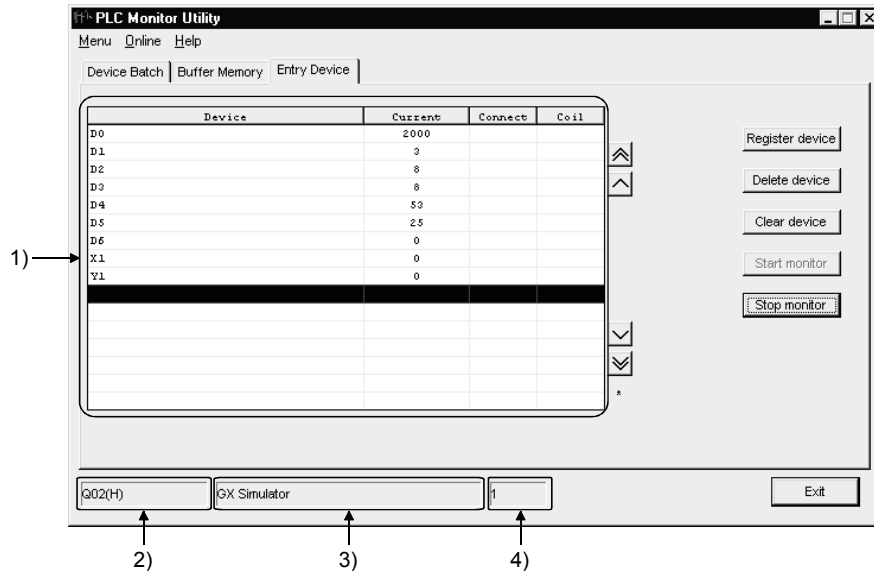 PLC Monitor Utility
Menu Online Help
Device Batch Buffer Memory Entry Device
Device Current Connect Coil
D0 2000
D1 3
D2 8
D3 8
D4 53
D5 25
D6 0
X1 0
Y1 0
Register device
Delete device
Clear device
Start monitor
Stop monitor
*
1)
Q02(H) GX Simulator 1 Exit
2) 3) 4)